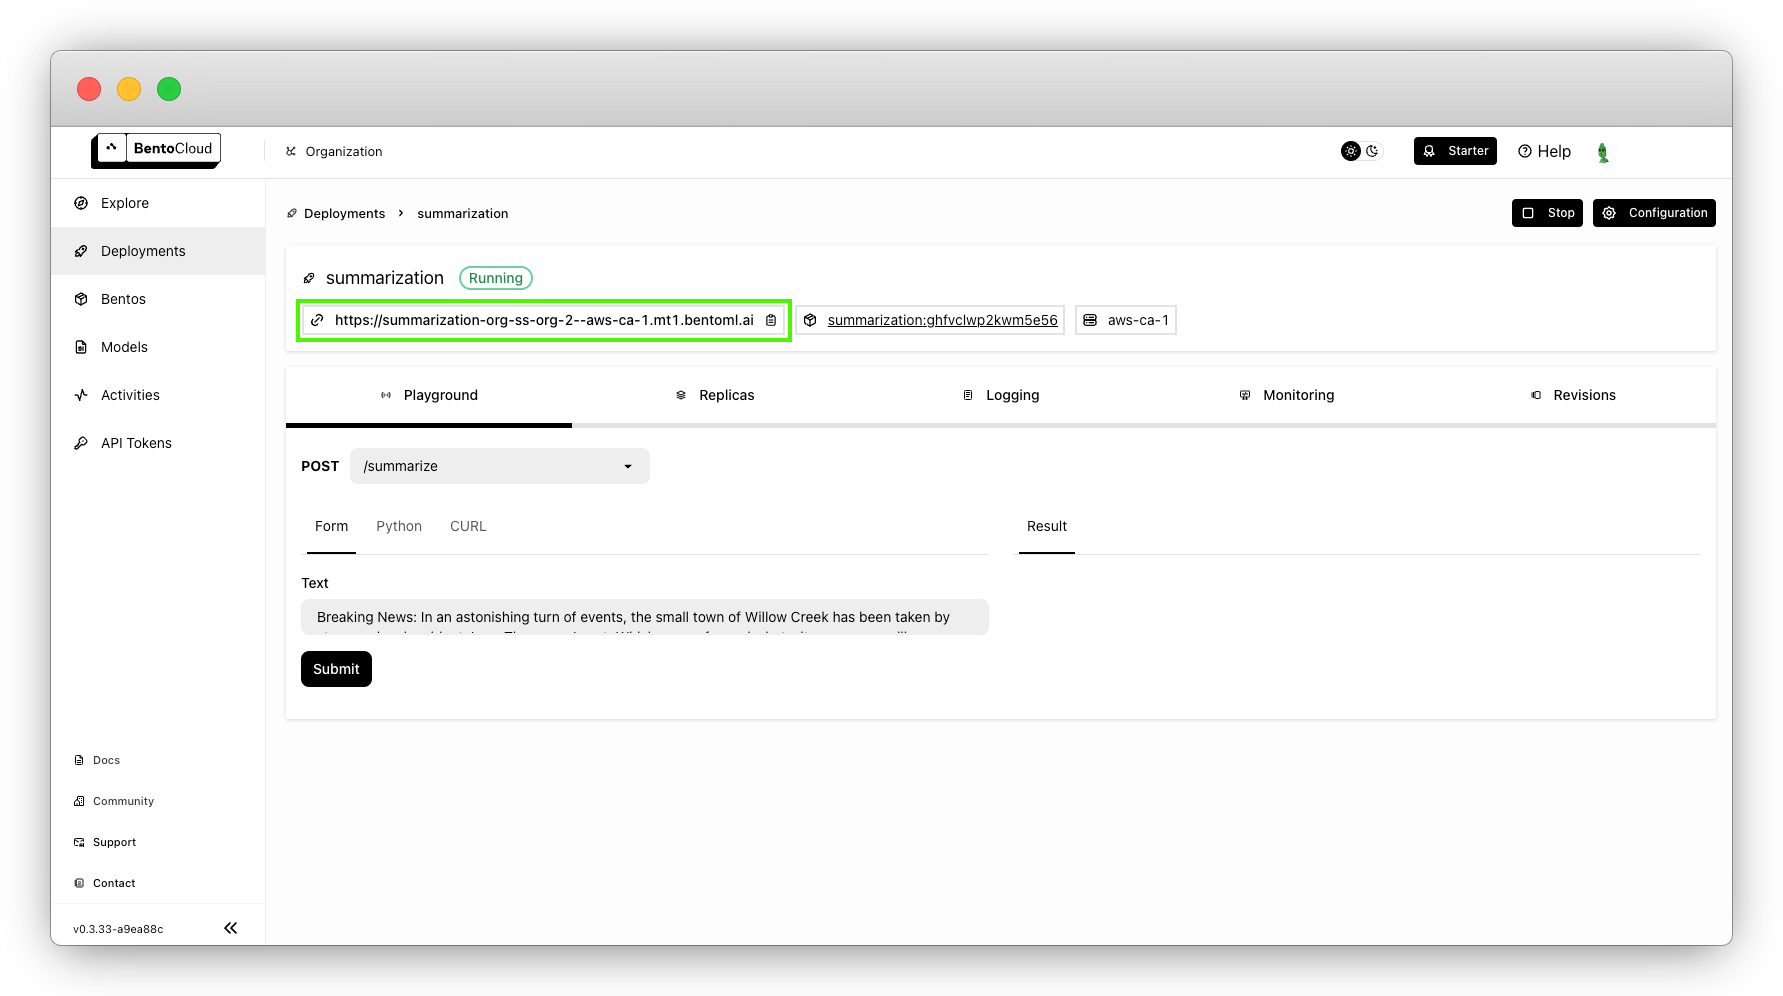 BentoCloud
Organization
Starter
Help
Explore
Deployments
Bentos
Models
Activities
API Tokens
Docs
Community
Support
Contact
v0.3.33-a9ea88c
Deployments > summarization
Stop
Configuration
summarization Running
https://summarization-org-ss-org-2--aws-ca-1.mt1.bentoml.ai
summarization:ghfvclwp2kwm5e56
aws-ca-1
Playground
Replicas
Logging
Monitoring
Revisions
POST /summarize
Form Python CURL
Result
Text
Breaking News: In an astonishing turn of events, the small town of Willow Creek has been taken by
Submit